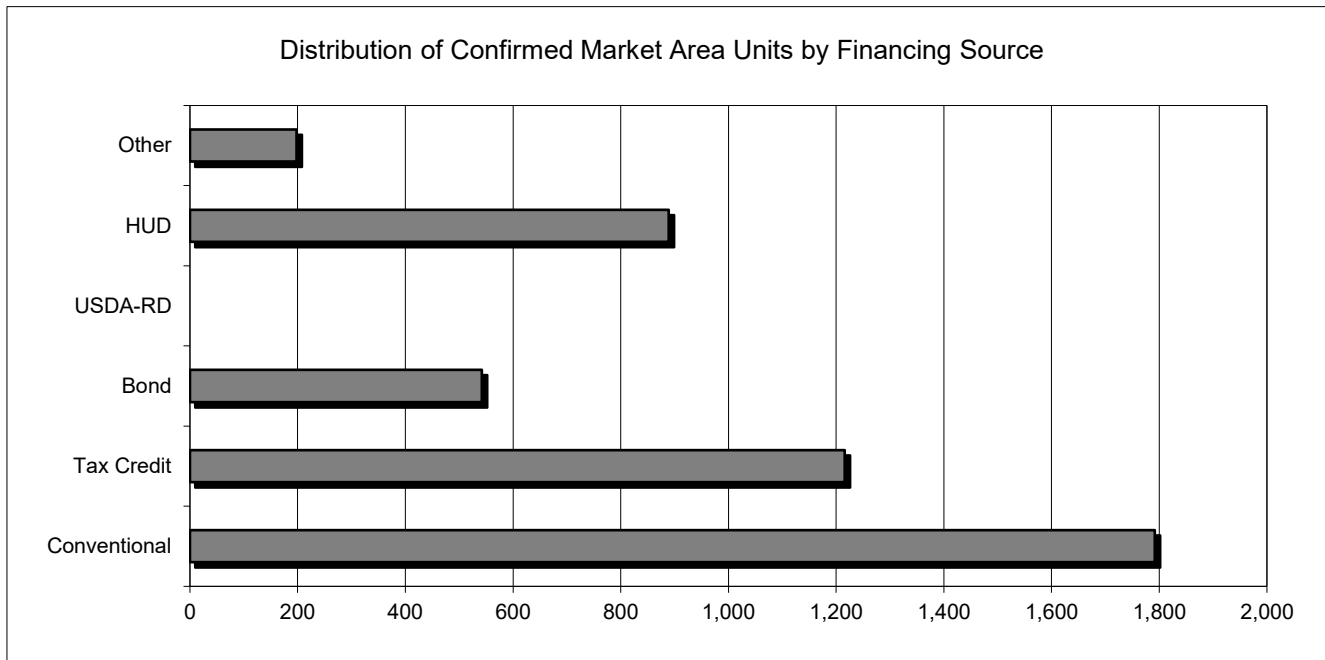 Distribution of Confirmed Market Area Units by Financing Source
Other
HUD
USDA-RD
Bond
Tax Credit
Conventional
0 200 400 600 800 1,000 1,200 1,400 1,600 1,800 2,000